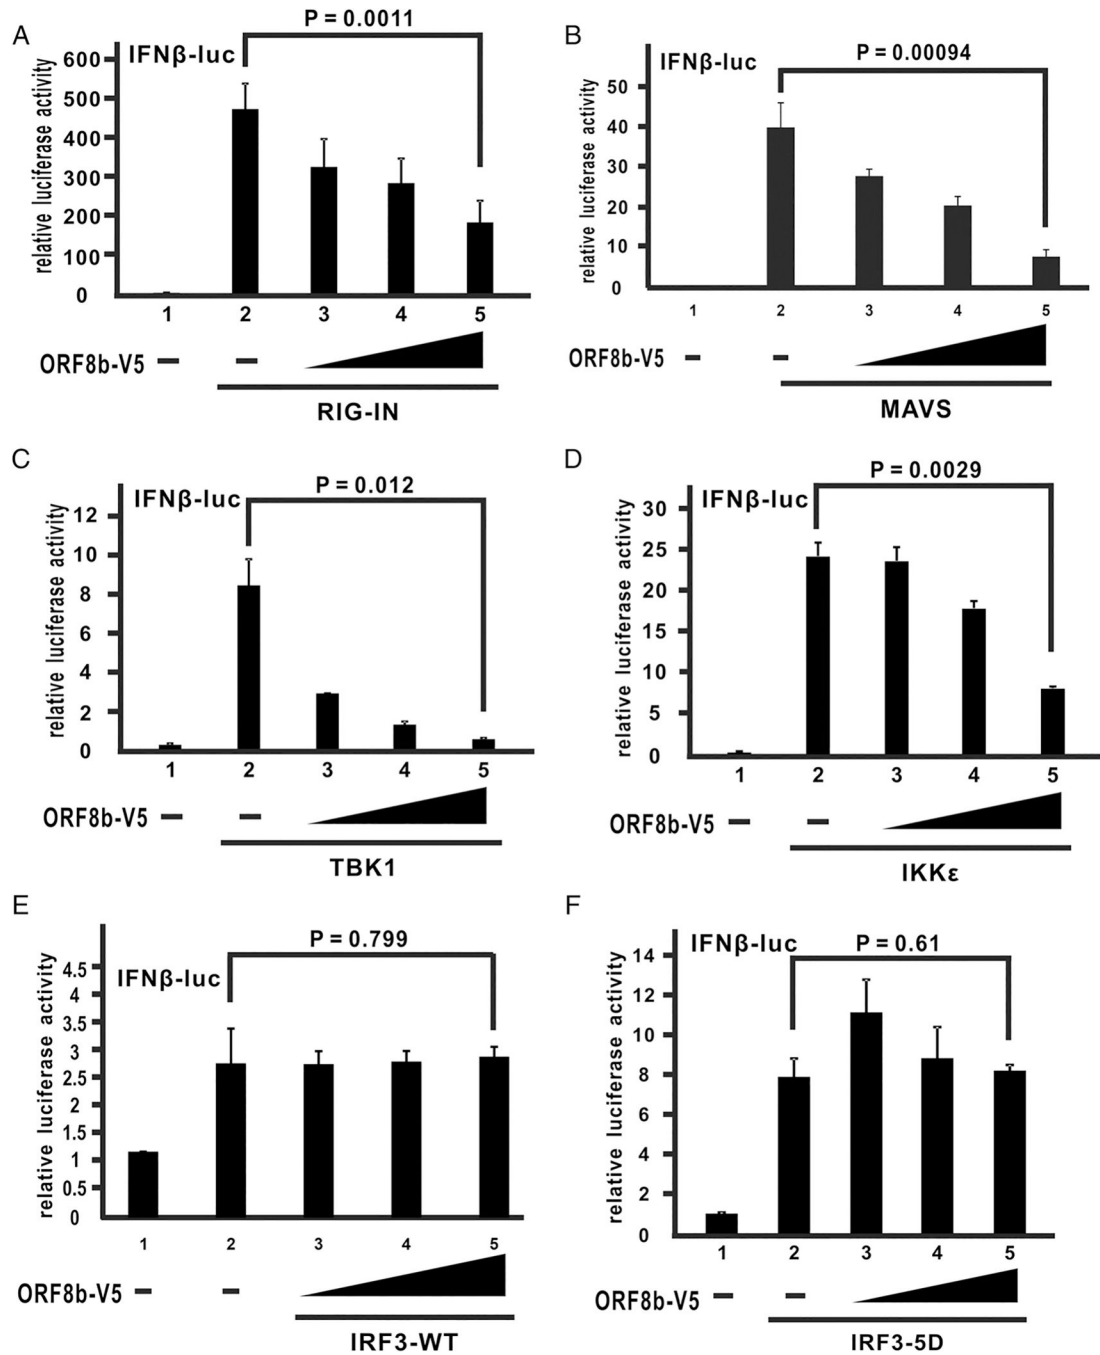 A
P = 0.0011
IFNβ-luc
relative luciferase activity
600
500
400
300
200
100
0
1 2 3 4 5
ORF8b-V5 – –
RIG-IN
B
P = 0.00094
IFNβ-luc
relative luciferase activity
50
40
30
20
10
0
1 2 3 4 5
ORF8b-V5 – –
MAVS
C
P = 0.012
IFNβ-luc
relative luciferase activity
12
10
8
6
4
2
0
1 2 3 4 5
ORF8b-V5 – –
TBK1
D
P = 0.0029
IFNβ-luc
relative luciferase activity
30
25
20
15
10
5
0
1 2 3 4 5
ORF8b-V5 – –
IKKε
E
P = 0.799
IFNβ-luc
relative luciferase activity
4.5
4
3.5
3
2.5
2
1.5
1
0.5
0
1 2 3 4 5
ORF8b-V5 – –
IRF3-WT
F
P = 0.61
IFNβ-luc
relative luciferase activity
14
12
10
8
6
4
2
0
1 2 3 4 5
ORF8b-V5 – –
IRF3-5D